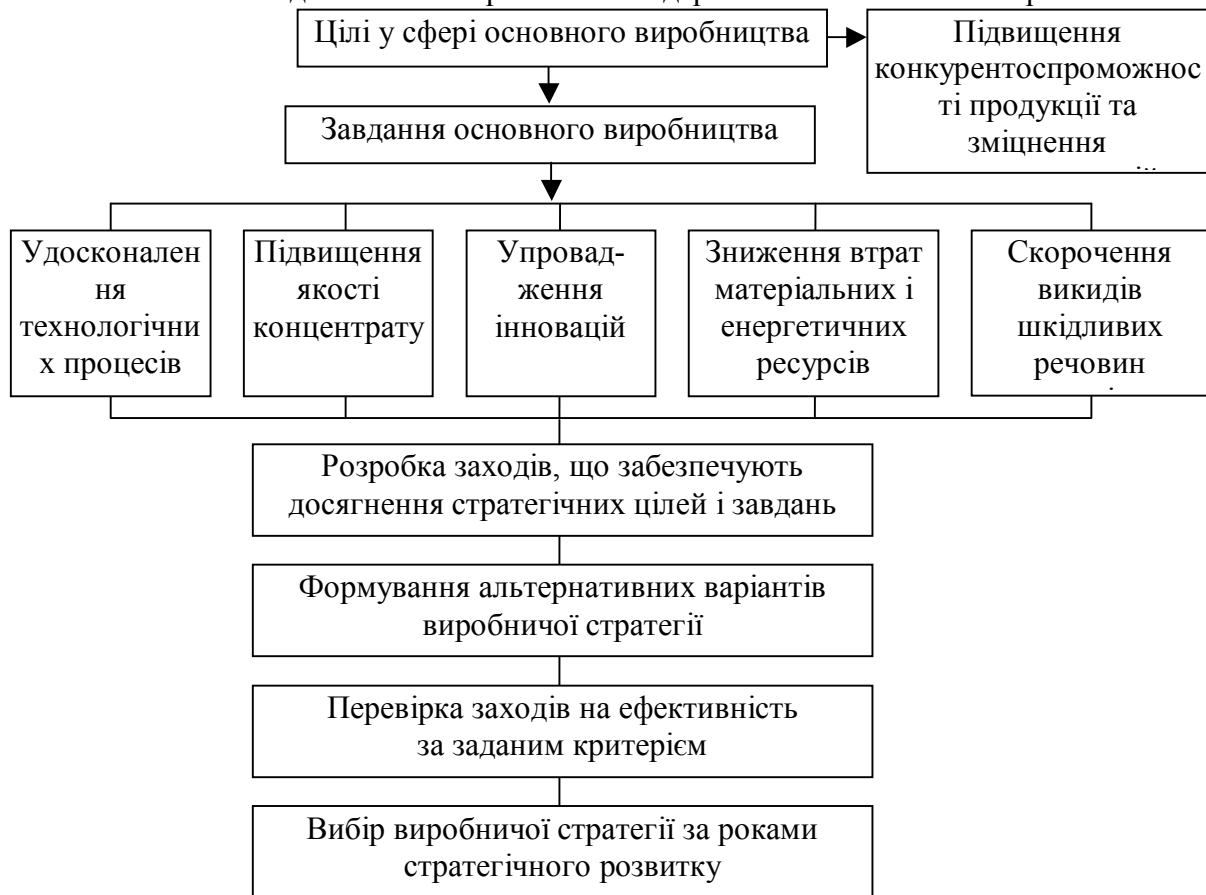 Цілі у сфері основного виробництва
Підвищення
конкурентоспроможнос
ті продукції та
зміцнення
Завдання основного виробництва
Удосконален
ня
технологічни
х процесів
Підвищення
якості
концентрату
Упровад-
ження
інновацій
Зниження втрат
матеріальних і
енергетичних
ресурсів
Скорочення
викидів
шкідливих
речовин
Розробка заходів, що забезпечують
досягнення стратегічних цілей і завдань
Формування альтернативних варіантів
виробничої стратегії
Перевірка заходів на ефективність
за заданим критерієм
Вибір виробничої стратегії за роками
стратегічного розвитку